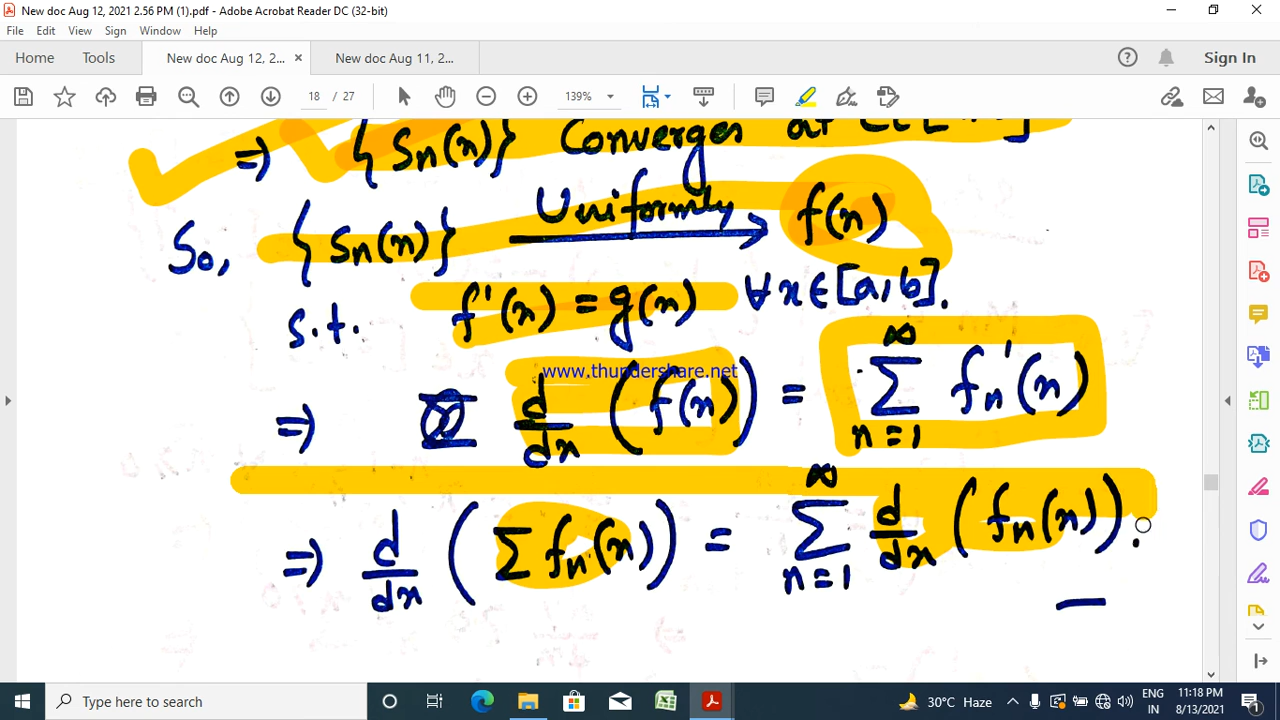 New doc Aug 12, 2021 2.56 PM (1).pdf - Adobe Acrobat Reader DC (32-bit)
File Edit View Sign Window Help
Home Tools New doc Aug 12, 2... × New doc Aug 11, 2... Sign In
18 / 27 139%
⇒ {Sn(x)} Converges at
So, {Sn(x)} Uniformly → f(x)
s.t. f'(x) = g(x) ∀ x ∈ [a, b].
www.thundershare.net
⇒ d/dx (f(x)) = ∑_{n=1}^{∞} fn'(x)
⇒ d/dx (∑ fn(x)) = ∑_{n=1}^{∞} d/dx (fn(x)).
Type here to search 30°C Haze ENG IN 11:18 PM 8/13/2021 1